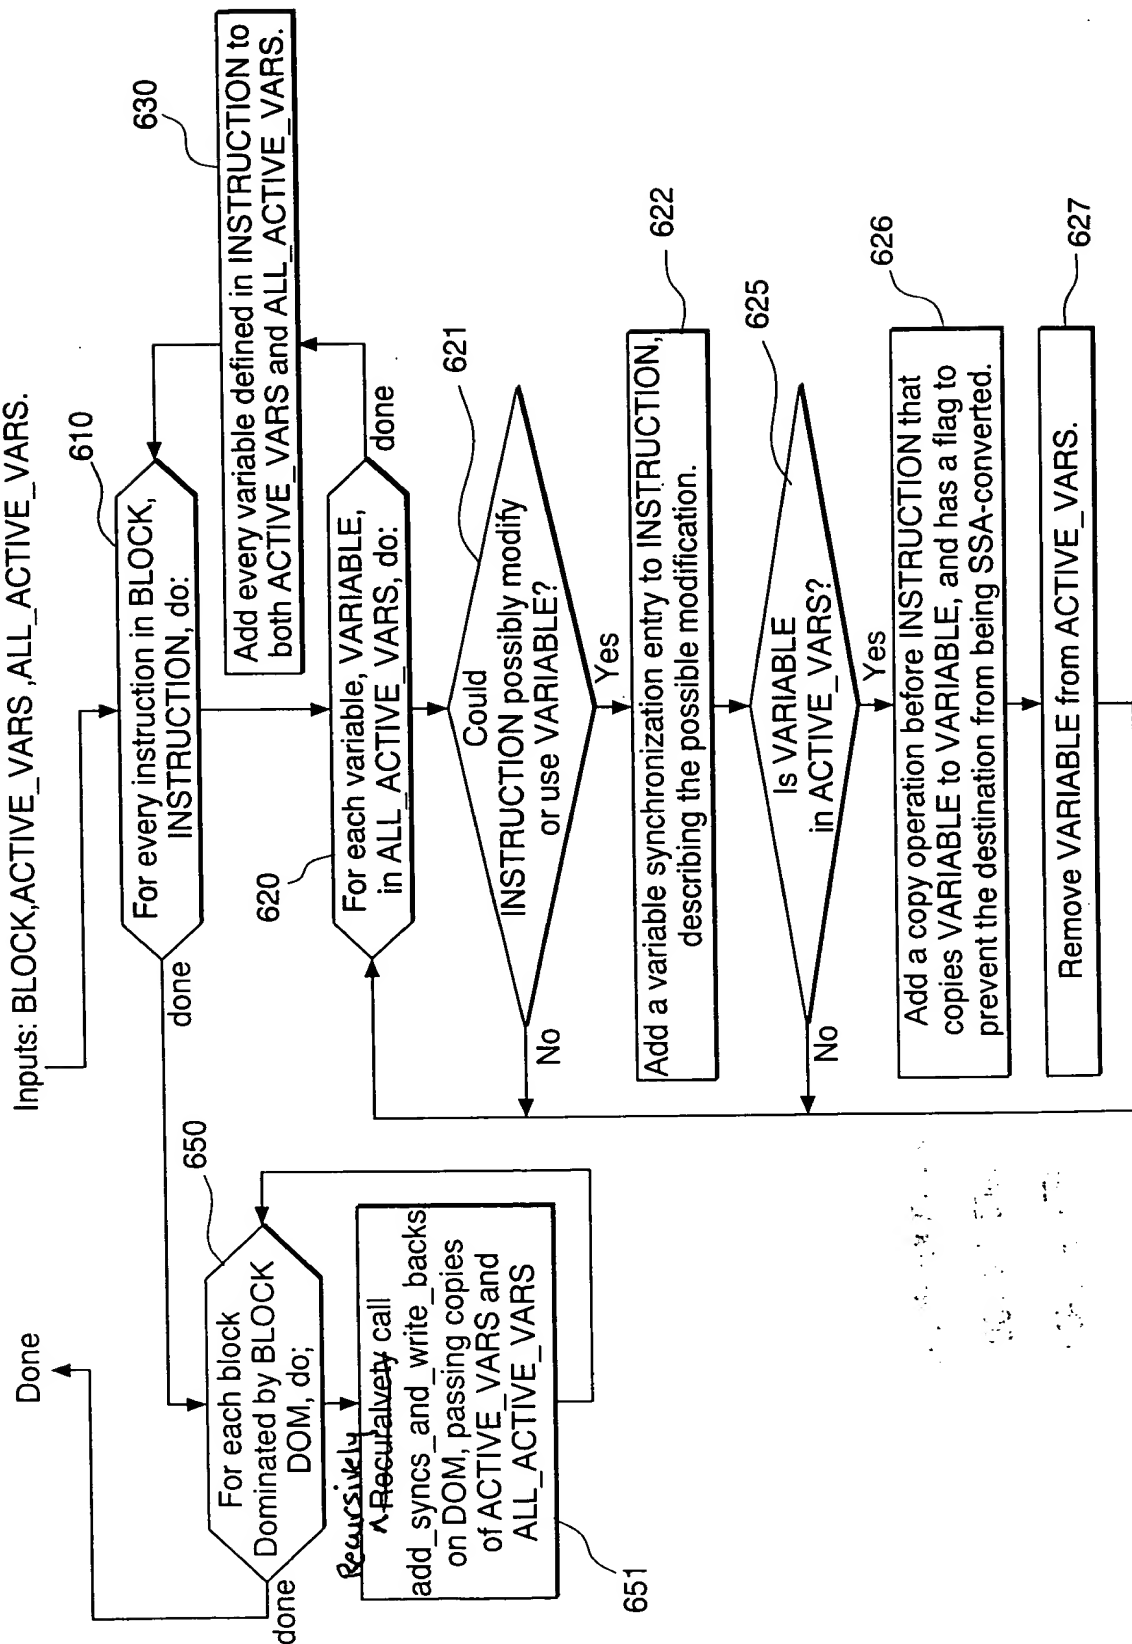 Inputs: BLOCK,ACTIVE_VARS ,ALL_ACTIVE_VARS.
610
For every instruction in BLOCK,
INSTRUCTION, do:
done
630
Add every variable defined in INSTRUCTION to
both ACTIVE_VARS and ALL_ACTIVE_VARS.
620
For each variable, VARIABLE,
in ALL_ACTIVE_VARS, do:
done
621
Could
INSTRUCTION possibly modify
or use VARIABLE?
No
Yes
622
Add a variable synchronization entry to INSTRUCTION,
describing the possible modification.
625
Is VARIABLE
in ACTIVE_VARS?
No
Yes
626
Add a copy operation before INSTRUCTION that
copies VARIABLE to VARIABLE, and has a flag to
prevent the destination from being SSA-converted.
627
Remove VARIABLE from ACTIVE_VARS.
Done
650
For each block
Dominated by BLOCK
DOM, do;
done
Recursively
Recuralvety call
add_syncs_and_write_backs
on DOM, passing copies
of ACTIVE_VARS and
ALL_ACTIVE_VARS
651